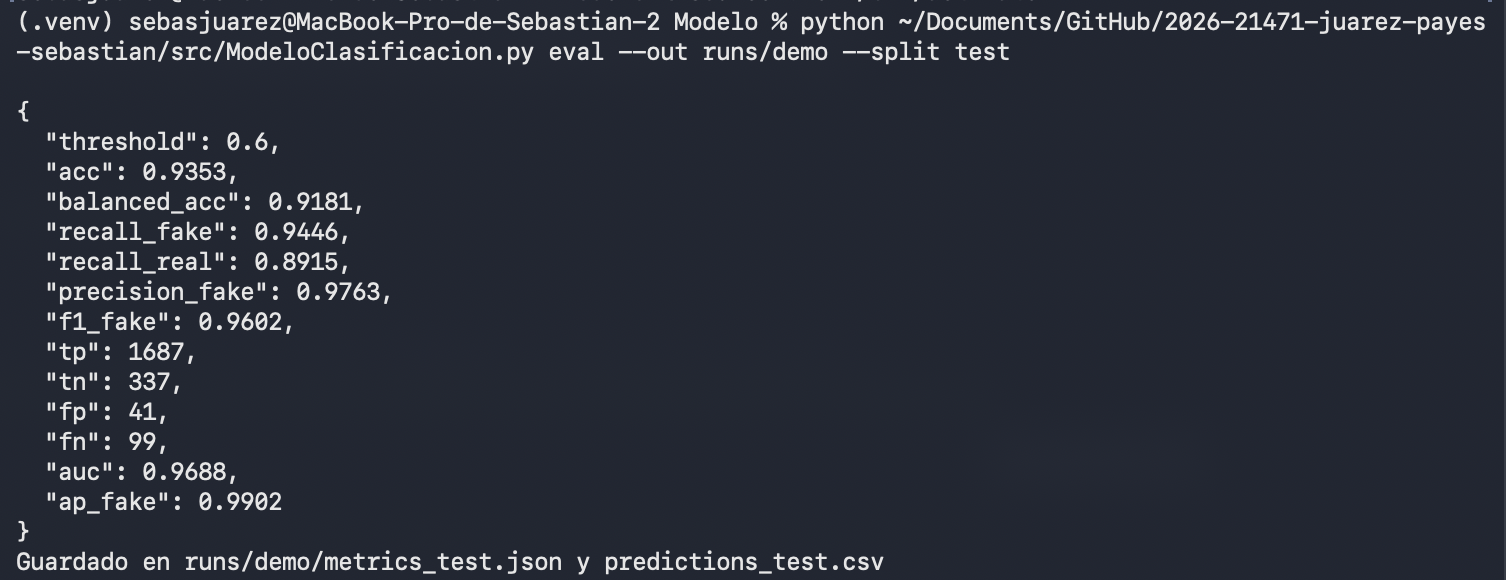 (.venv) sebasjuarez@MacBook-Pro-de-Sebastian-2 Modelo % python ~/Documents/GitHub/2026-21471-juarez-payes
-sebastian/src/ModeloClasificacion.py eval --out runs/demo --split test
{
"threshold": 0.6,
"acc": 0.9353,
"balanced_acc": 0.9181,
"recall_fake": 0.9446,
"recall_real": 0.8915,
"precision_fake": 0.9763,
"f1_fake": 0.9602,
"tp": 1687,
"tn": 337,
"fp": 41,
"fn": 99,
"auc": 0.9688,
"ap_fake": 0.9902
}
Guardado en runs/demo/metrics_test.json y predictions_test.csv